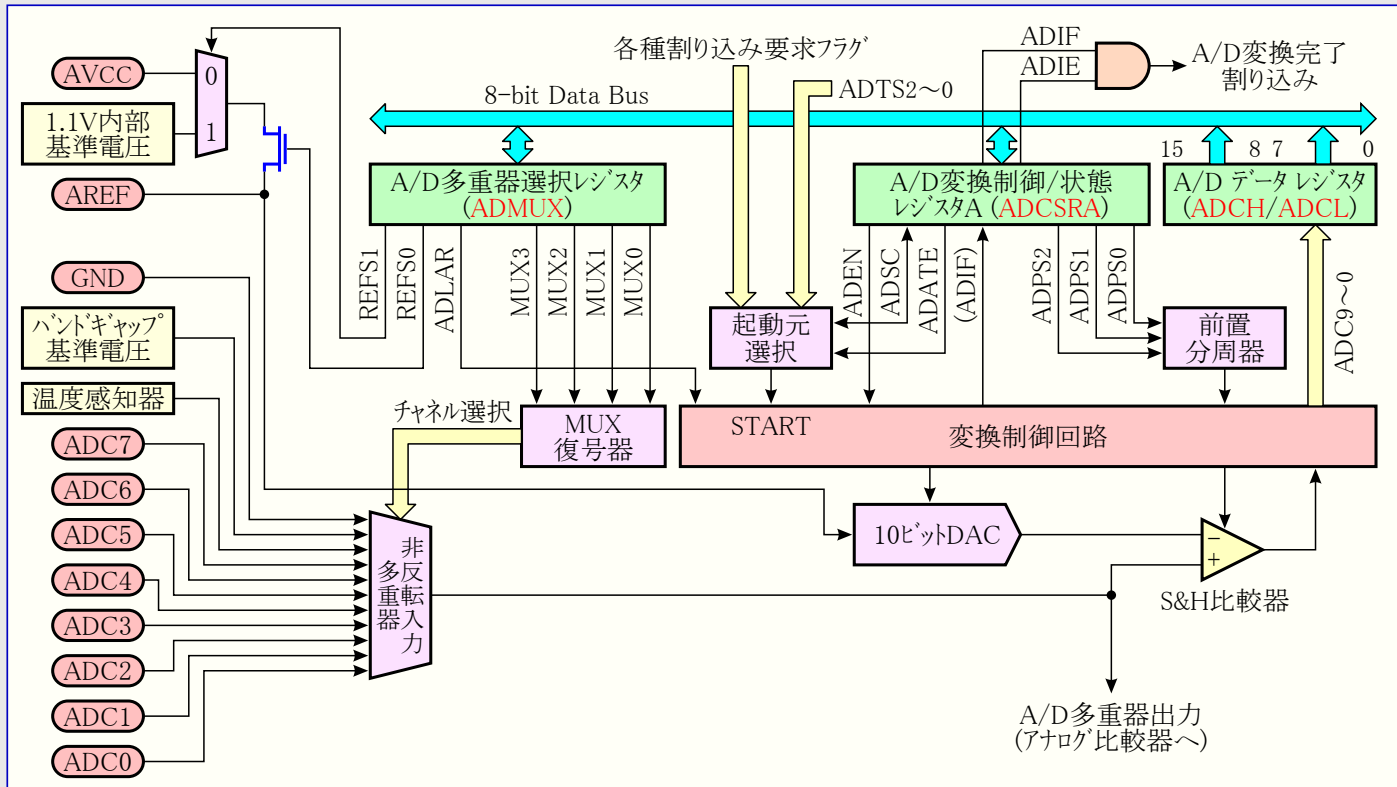 AVCC
0
1
1.1V内部
基準電圧
AREF
各種割り込み要求フラグ
ADTS2～0
8-bit Data Bus
ADIF
ADIE
A/D変換完了
割り込み
A/D多重器選択レジスタ
(ADMUX)
A/D変換制御/状態
レジスタA (ADCSRA)
15
8
7
0
A/D データ レジスタ
(ADCH/ADCL)
REFS1
REFS0
ADLAR
MUX3
MUX2
MUX1
MUX0
ADEN
ADSC
ADATE
(ADIF)
ADPS2
ADPS1
ADPS0
ADC9～0
起動元
選択
前置
分周器
GND
バンドギャップ
基準電圧
温度感知器
チャネル選択
MUX
復号器
START
変換制御回路
ADC7
ADC6
ADC5
ADC4
ADC3
ADC2
ADC1
ADC0
非反転入力
多重器
10ビットDAC
－
+
S&H比較器
A/D多重器出力
(アナログ比較器へ)